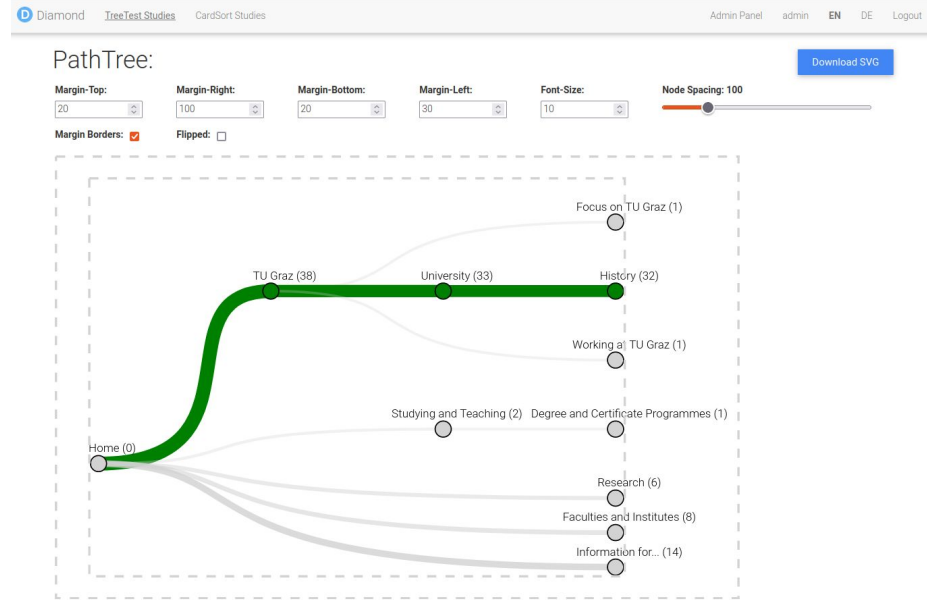 Diamond TreeTest Studies CardSort Studies Admin Panel admin EN DE Logout
PathTree:
Download SVG
Margin-Top: Margin-Right: Margin-Bottom: Margin-Left: Font-Size: Node Spacing: 100
20 100 20 30 10
Margin Borders: Flipped:
Focus on TU Graz (1)
TU Graz (38) University (33) History (32)
Working at TU Graz (1)
Studying and Teaching (2) Degree and Certificate Programmes (1)
Home (0)
Research (6)
Faculties and Institutes (8)
Information for... (14)